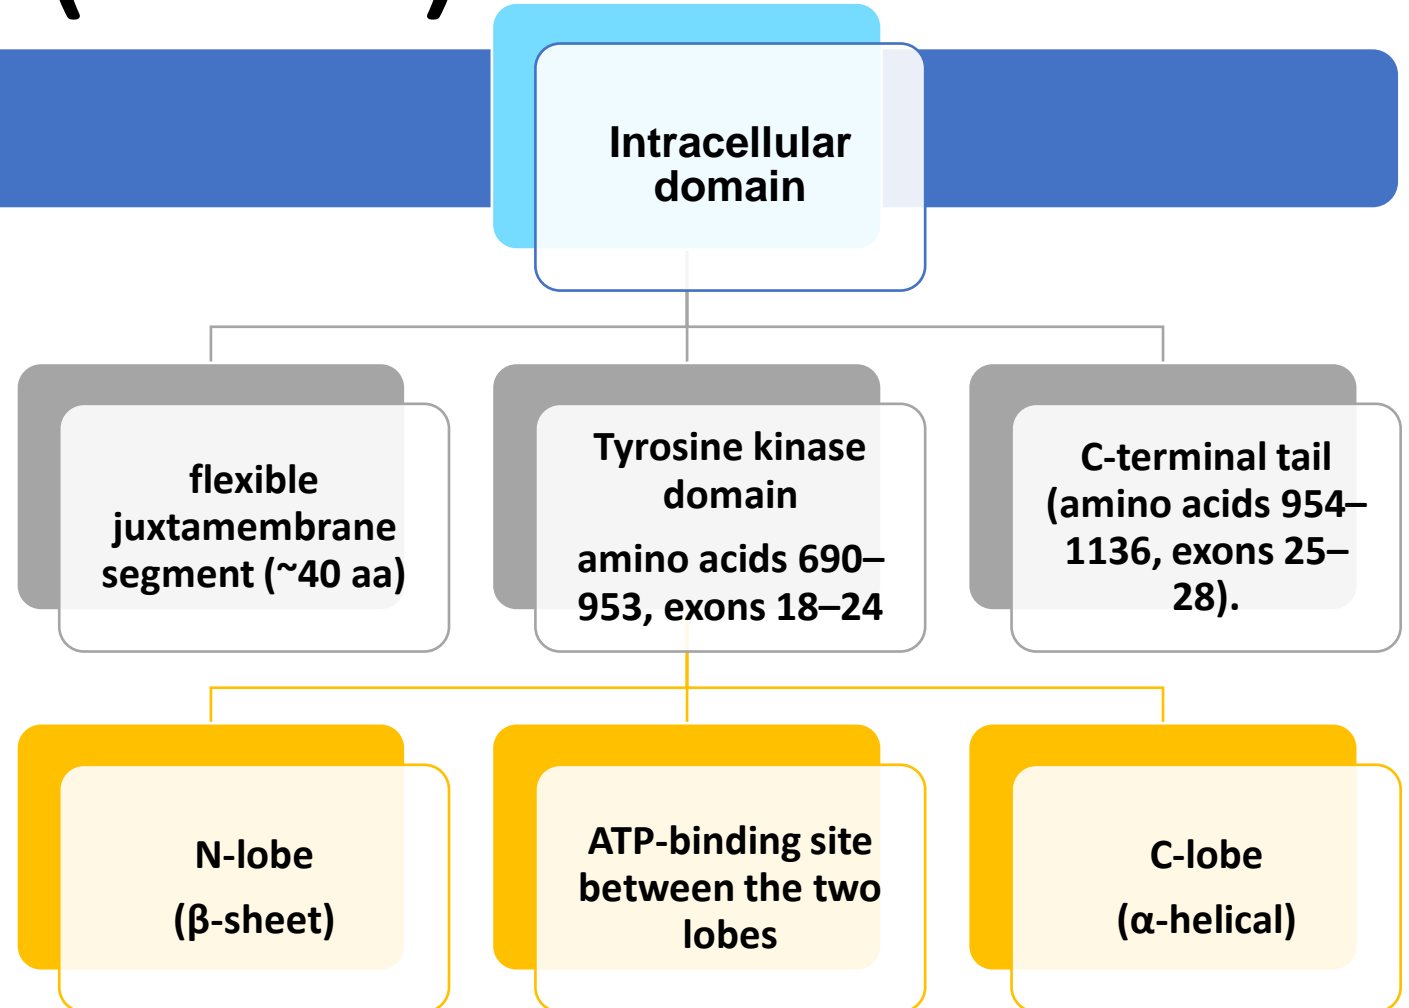 Intracellular
domain
flexible
juxtamembrane
segment (~40 aa)
Tyrosine kinase
domain
amino acids 690–
953, exons 18–24
C-terminal tail
(amino acids 954–
1136, exons 25–
28).
N-lobe
(β-sheet)
ATP-binding site
between the two
lobes
C-lobe
(α-helical)